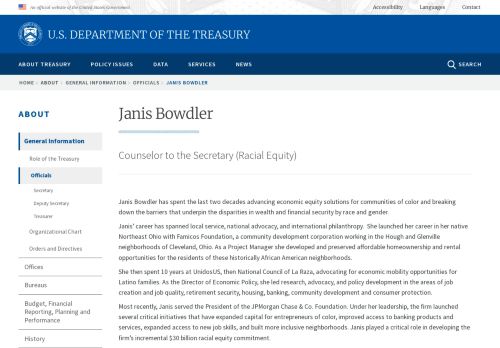 An official website of the United States Government
Accessibility Languages Contact
U.S. DEPARTMENT OF THE TREASURY
ABOUT TREASURY POLICY ISSUES DATA SERVICES NEWS SEARCH
HOME › ABOUT › GENERAL INFORMATION › OFFICIALS › JANIS BOWDLER
ABOUT
General Information
Role of the Treasury
Officials
Secretary
Deputy Secretary
Treasurer
Organizational Chart
Orders and Directives
Offices
Bureaus
Budget, Financial
Reporting, Planning and
Performance
History
Janis Bowdler
Counselor to the Secretary (Racial Equity)
Janis Bowdler has spent the last two decades advancing economic equity solutions for communities of color and breaking
down the barriers that underpin the disparities in wealth and financial security by race and gender.
Janis' career has spanned local service, national advocacy, and international philanthropy. She launched her career in her native
Northeast Ohio with Famicos Foundation, a community development corporation working in the Hough and Glenville
neighborhoods of Cleveland, Ohio. As a Project Manager she developed and preserved affordable homeownership and rental
opportunities for the residents of these historically African American neighborhoods.
She then spent 10 years at UnidosUS, then National Council of La Raza, advocating for economic mobility opportunities for
Latino families. As the Director of Economic Policy, she led research, advocacy, and policy development in the areas of job
creation and job quality, retirement security, housing, banking, community development and consumer protection.
Most recently, Janis served the President of the JPMorgan Chase & Co. Foundation. Under her leadership, the firm launched
several critical initiatives that have expanded capital for entrepreneurs of color, improved access to banking products and
services, expanded access to new job skills, and built more inclusive neighborhoods. Janis played a critical role in developing the
firm's incremental $30 billion racial equity commitment.